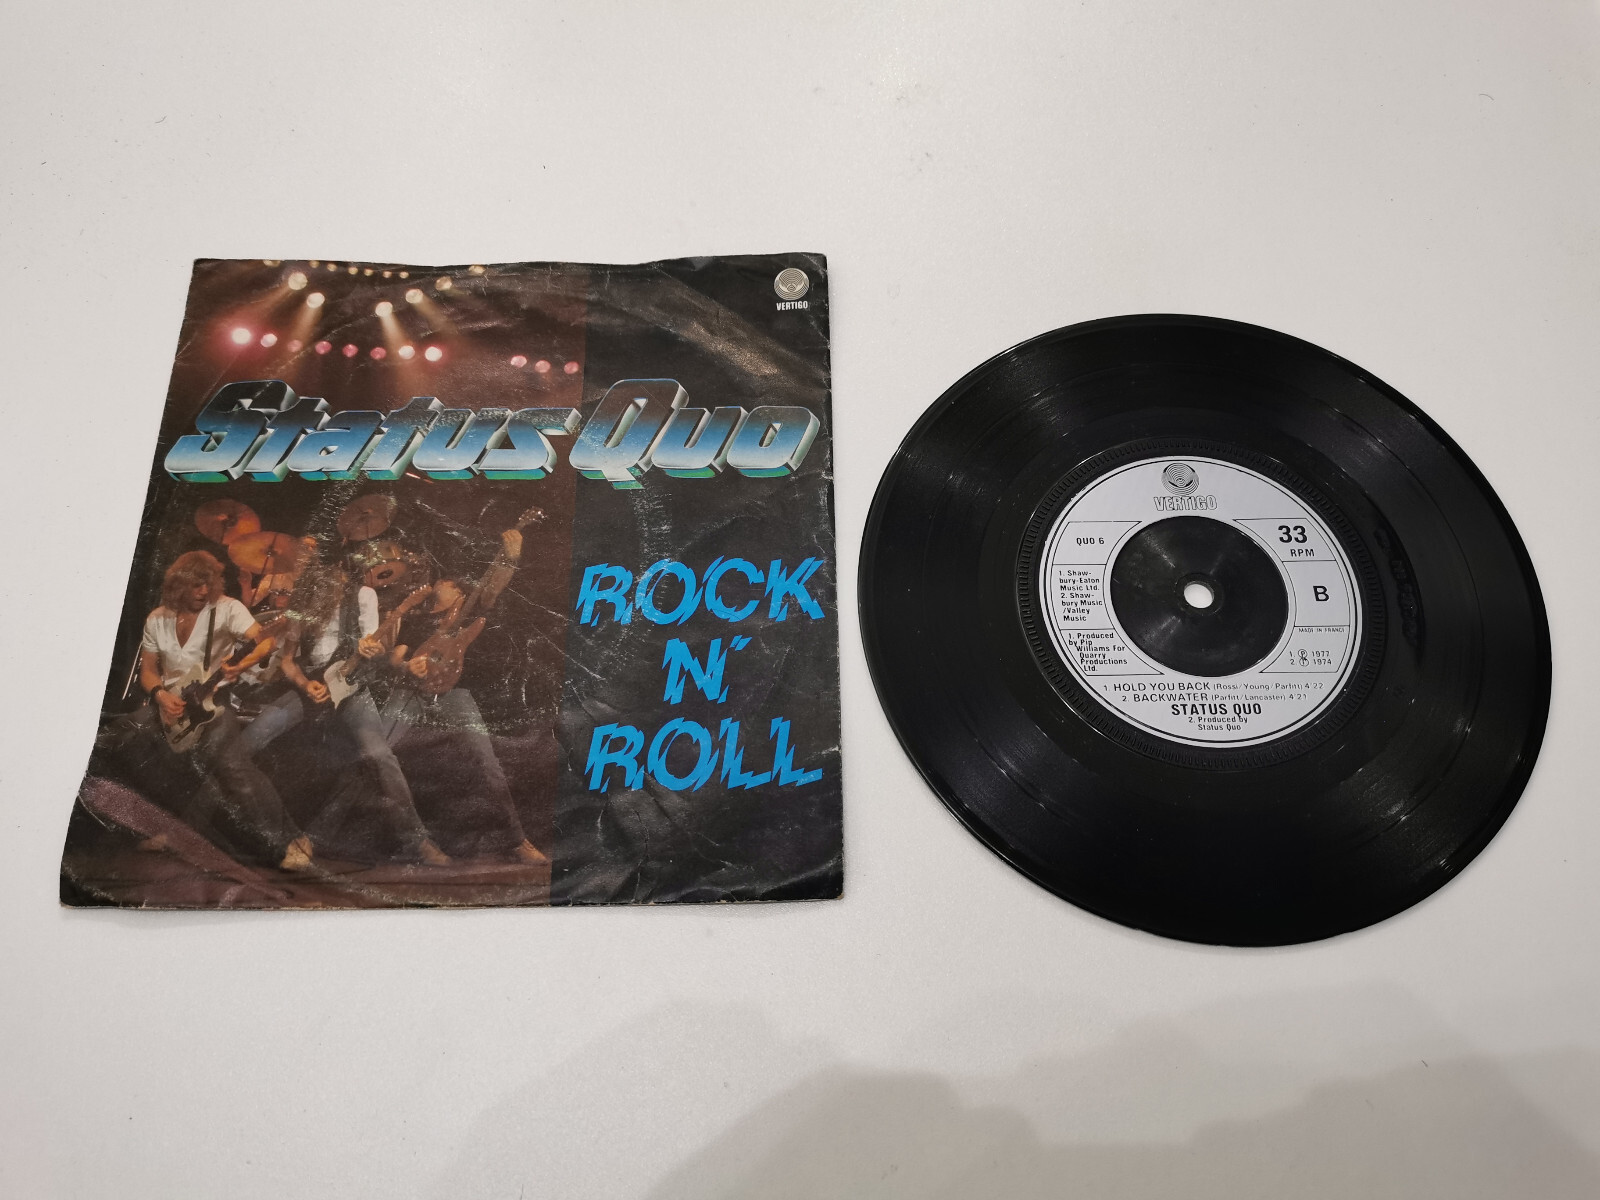 VERTIGO
Status Quo
ROCK
N'
ROLL
VERTIGO
QUO 6
33
RPM
1. Shaw-
bury-Eaton
Music Ltd.
2. Shaw-
bury Music
/Valley
Music
B
MADE IN FRANCE
1. Produced
by Pip
Williams For
Quarry
Productions
Ltd.
1. Ⓟ 1977
2. Ⓟ 1974
1. HOLD YOU BACK (Rossi/Young/Parfitt) 4'22
2. BACKWATER (Parfitt/Lancaster) 4'21
STATUS QUO
2. Produced by
Status Quo